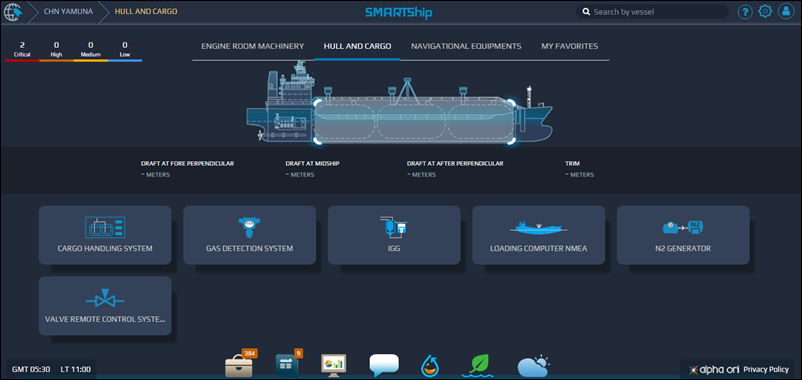 CHN YAMUNA HULL AND CARGO SMARTShip Search by vessel ?
2 0 0 0
Critical High Medium Low
ENGINE ROOM MACHINERY HULL AND CARGO NAVIGATIONAL EQUIPMENTS MY FAVORITES
DRAFT AT FORE PERPENDICULAR DRAFT AT MIDSHIP DRAFT AT AFTER PERPENDICULAR TRIM
- METERS - METERS - METERS - METERS
CARGO HANDLING SYSTEM GAS DETECTION SYSTEM IGG LOADING COMPUTER NMEA N2 GENERATOR
VALVE REMOTE CONTROL SYSTE...
384 9
GMT 05:30 LT 11:00 alpha ori Privacy Policy